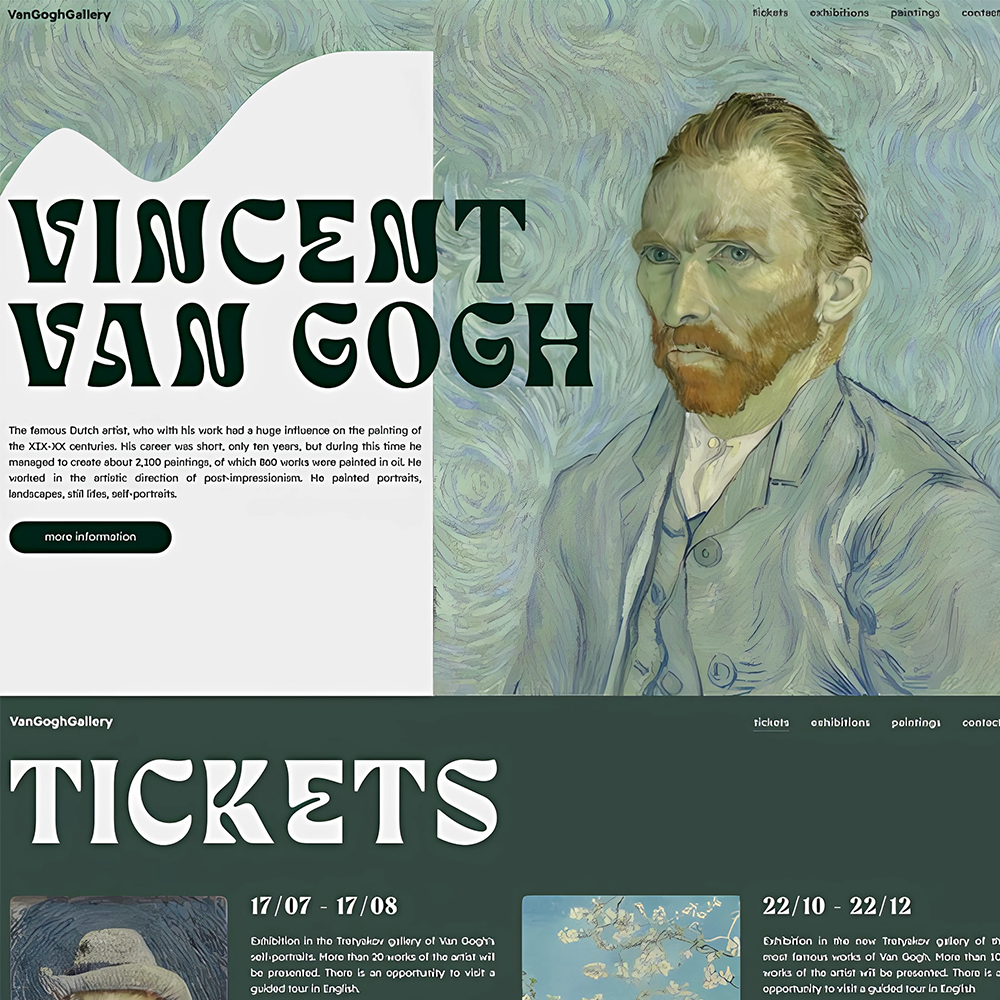 VanGoghGallery
tickets exhibitions paintings
VINCENT
VAN GOGH
The famous Dutch artist, who with his work had a huge influence on the painting of
the XIX-XX centuries. His career was short, only ten years, but during this time he
managed to create about 2,100 paintings, of which 860 works were painted in oil. He
worked in the artistic direction of post-impressionism. He painted portraits,
landscapes, still lifes, self-portraits.
more information
VanGoghGallery
tickets exhibitions paintings contact
TICKETS
17/07 - 17/08
Exhibition in the Tretyakov gallery of Van Gogh's
self-portraits. More than 20 works of the artist will
be presented. There is an opportunity to visit a
guided tour in English.
22/10 - 22/12
Exhibition in the new Tretyakov gallery of
most famous works of Van Gogh. More than
works of the artist will be presented. There is an
opportunity to visit a guided tour in English